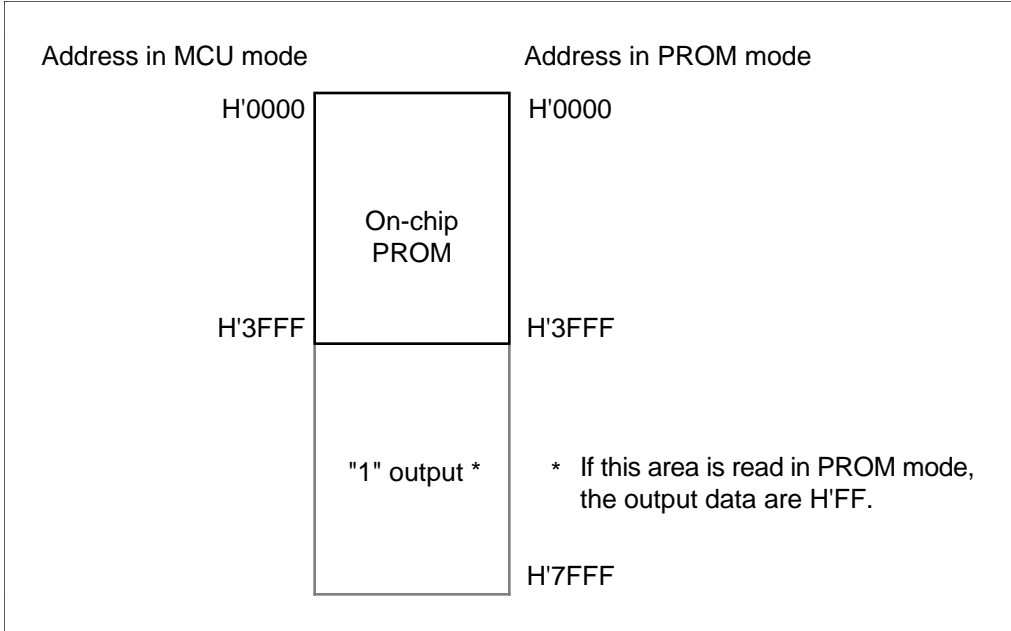 Address in MCU mode
Address in PROM mode
H'0000
H'0000
On-chip
PROM
H'3FFF
H'3FFF
"1" output *
* If this area is read in PROM mode,
the output data are H'FF.
H'7FFF